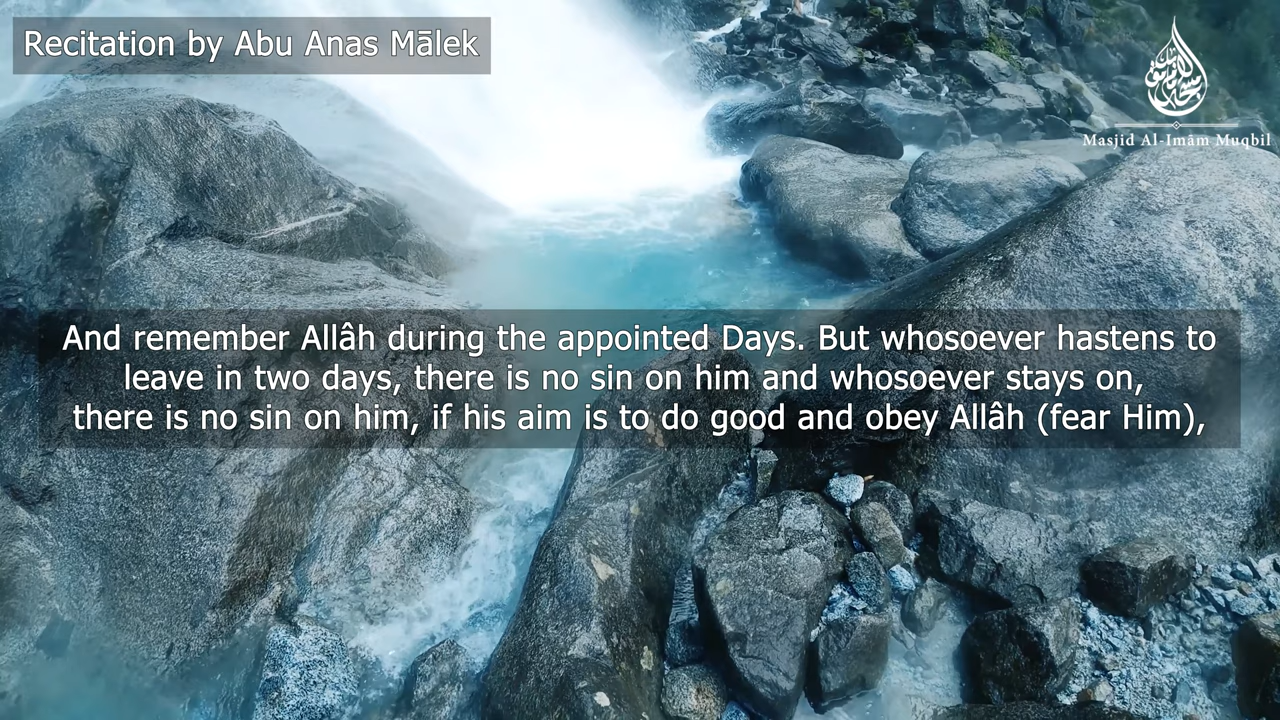 Recitation by Abu Anas Mālek
Masjid Al-Imâm Muqbil
And remember Allâh during the appointed Days. But whosoever hastens to
leave in two days, there is no sin on him and whosoever stays on,
there is no sin on him, if his aim is to do good and obey Allâh (fear Him),